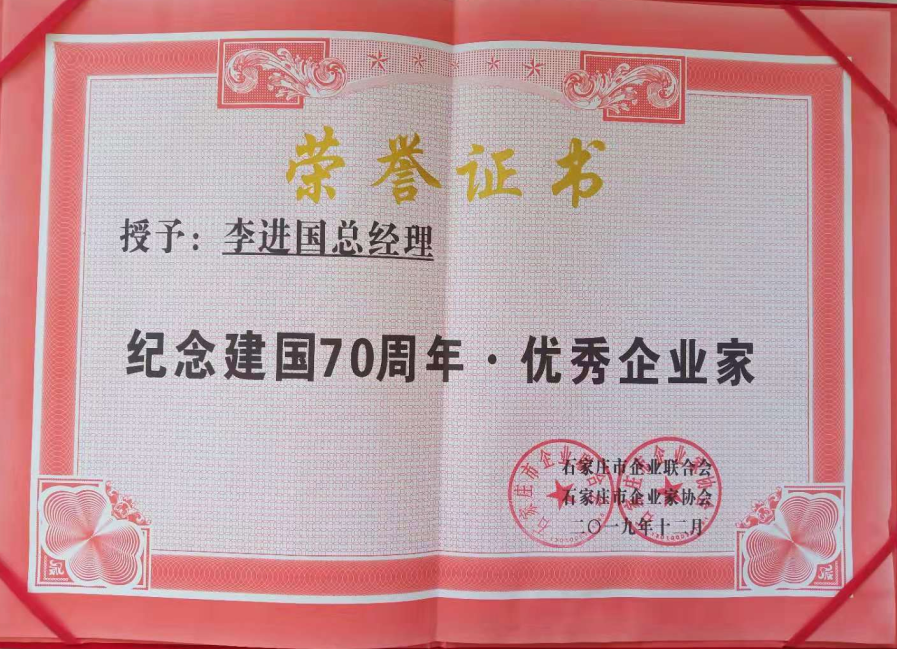 荣誉证书
授予：李进国总经理
纪念建国70周年·优秀企业家
石家庄市企业联合会
石家庄市企业家协会
二〇一九年十二月